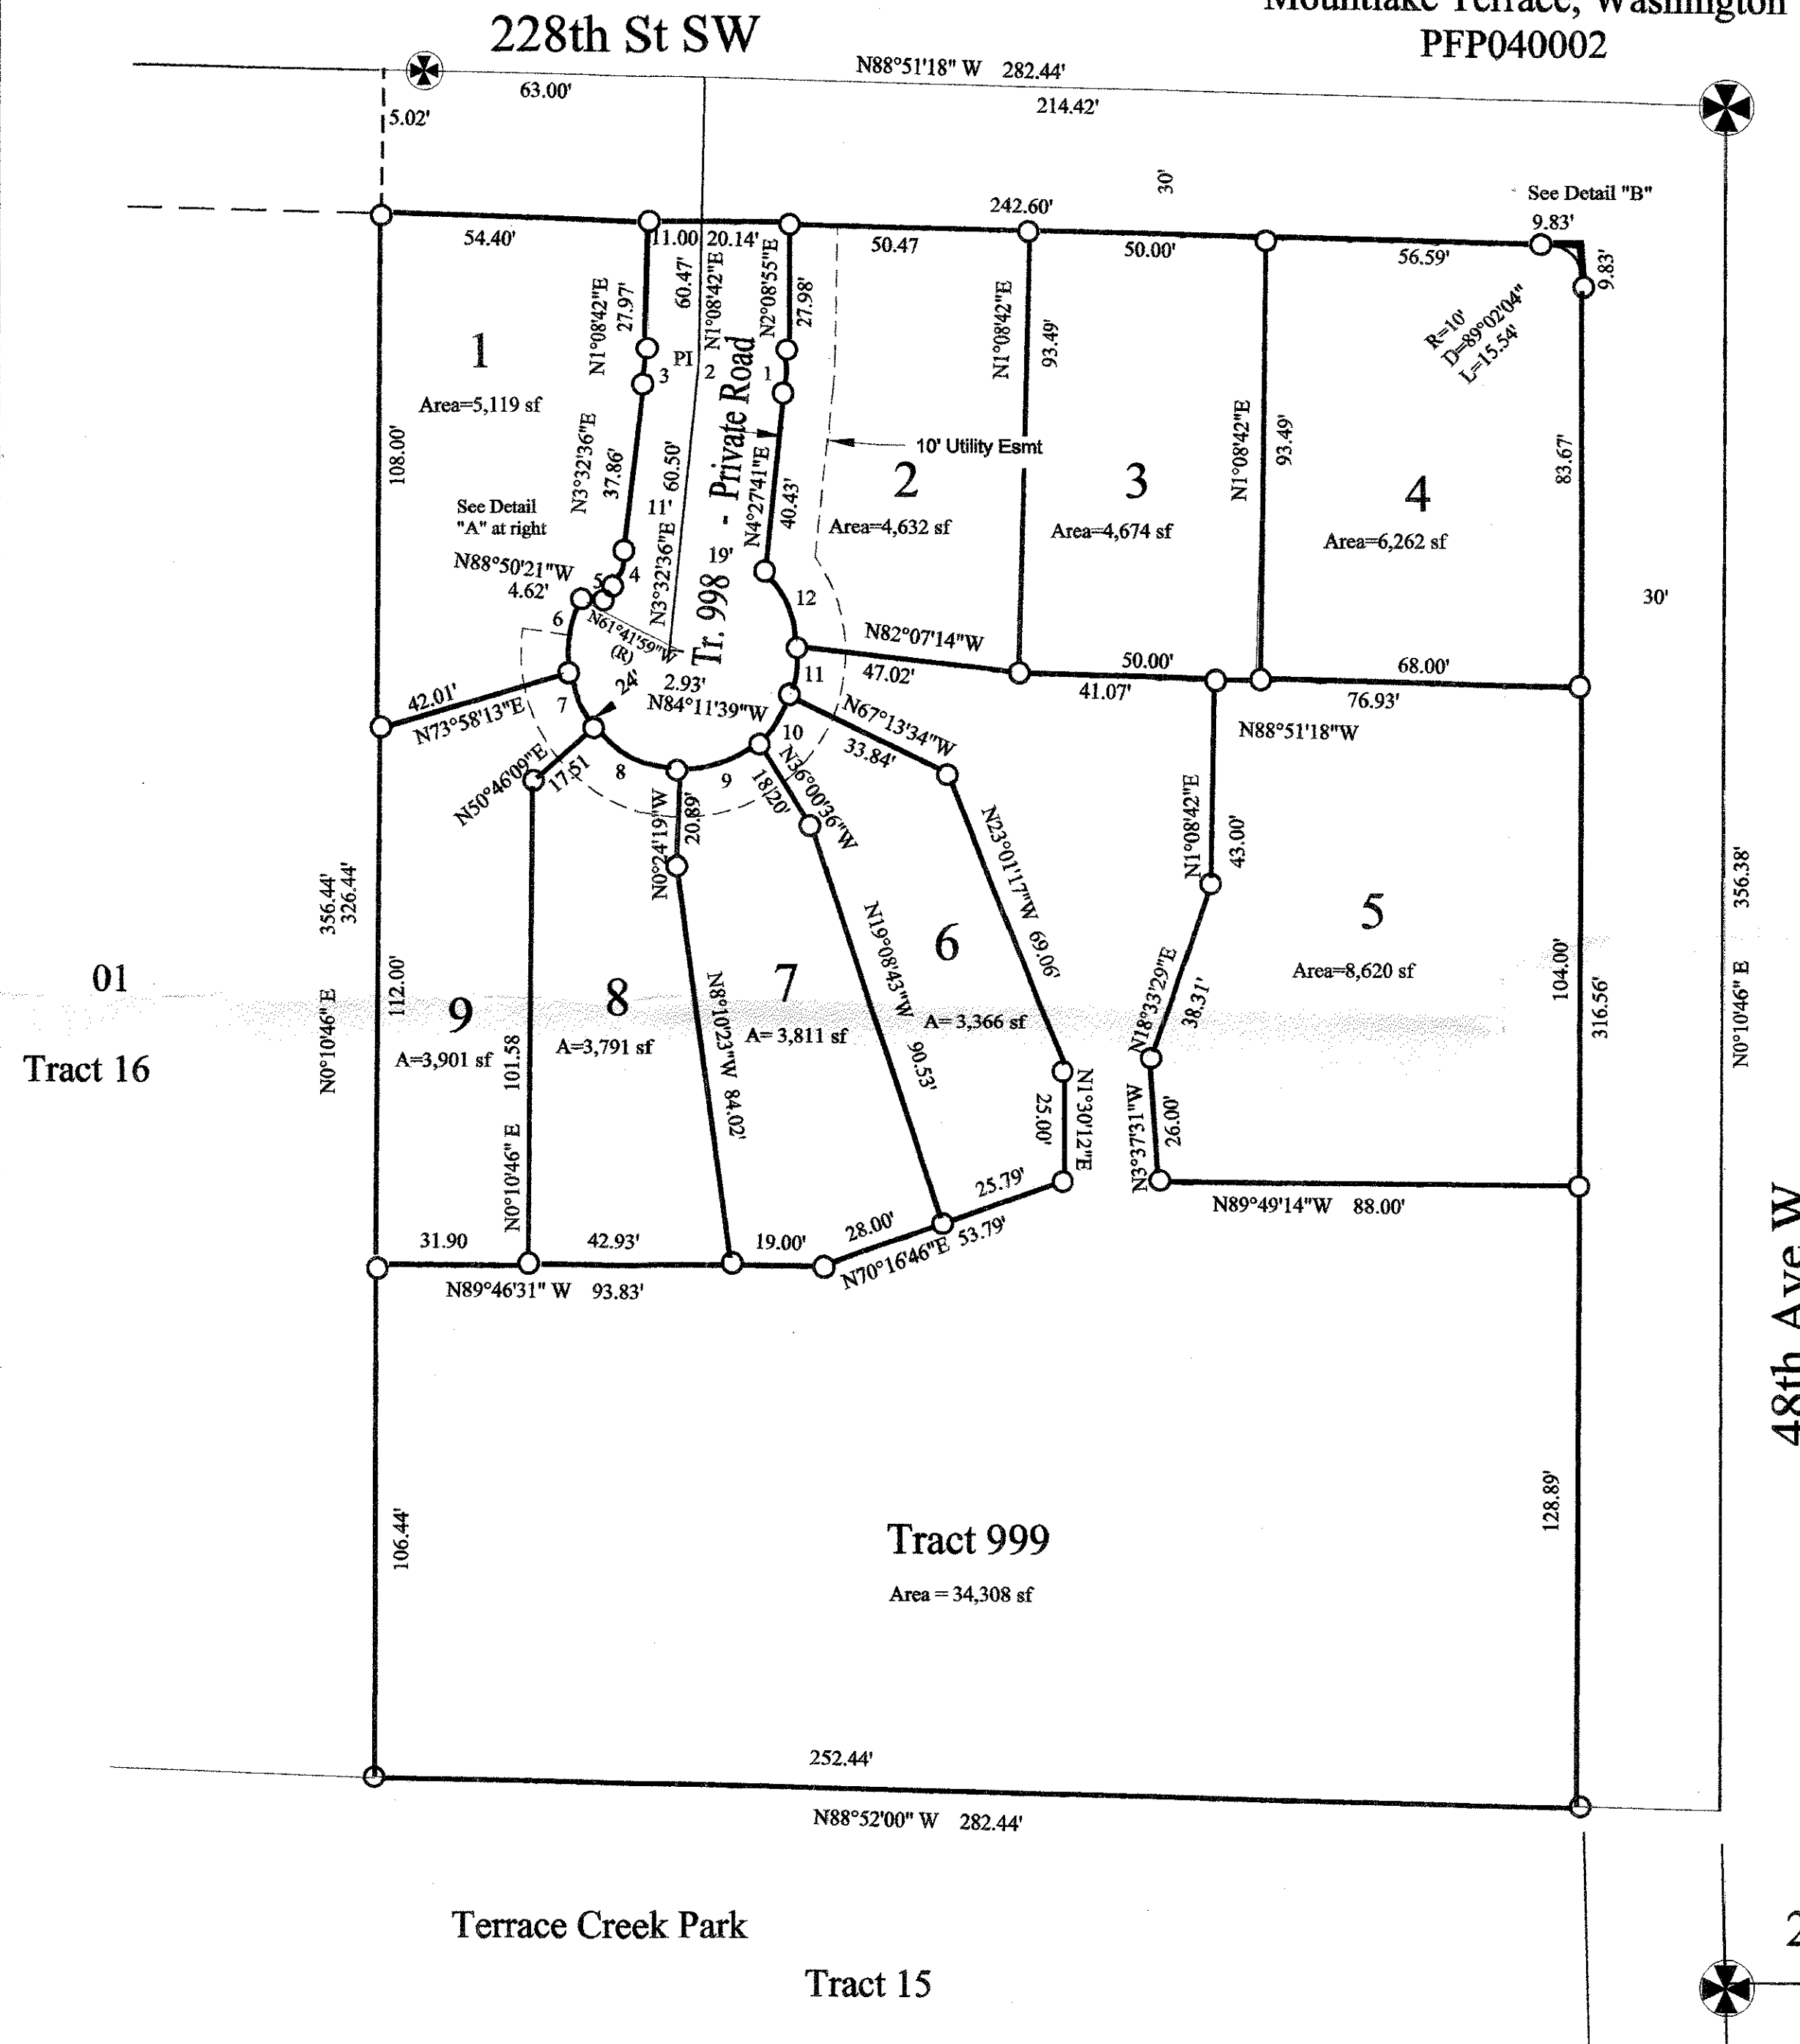 Mountlake Terrace, Washington
PFP040002
228th St SW
N88°51'18" W 282.44'
63.00'
214.42'
5.02'
30'
See Detail "B"
9.83'
242.60'
54.40'
11.00
20.14'
50.47
50.00'
56.59'
9.83'
N1°08'42"E
27.97'
60.47'
N1°08'42"E
N2°08'55"E
27.98'
N1°08'42"E
93.49'
R=10'
D=89°02'04"
L=15.54'
1
Area=5,119 sf
PI
3
2
1
108.00'
N3°32'36"E
37.86'
11'
60.50'
N3°32'36"E
Tr. 998 - Private Road
N4°27'41"E
40.43'
19'
10' Utility Esmt
2
Area=4,632 sf
3
Area=4,674 sf
N1°08'42"E
93.49'
4
Area=6,262 sf
83.67'
See Detail
"A" at right
N88°50'21"W
4.62'
5
4
6
12
30'
N61°41'59"W
(R)
24'
2.93'
N84°11'39"W
11
N82°07'14"W
47.02'
50.00'
41.07'
68.00'
76.93'
N88°51'18"W
42.01'
N73°58'13"E
7
N67°13'34"W
33.84'
10
N50°46'09"E
17.51
8
9
18.20'
N36°00'36"W
N0°24'19"W
20.89'
N23°01'17"W 69.06'
N1°08'42"E
43.00'
356.44'
326.44'
N0°10'46" E
112.00'
01
Tract 16
9
A=3,901 sf
N0°10'46" E 101.58
8
A=3,791 sf
N8°10'23"W 84.02'
7
A= 3,811 sf
N19°08'43"W 90.53'
6
A= 3,366 sf
N18°33'29"E
38.31'
5
Area=8,620 sf
104.00'
316.56'
356.38'
N0°10'46" E
N1°30'12"E
25.00'
N3°37'31"W
26.00'
N89°49'14"W 88.00'
25.79'
28.00'
N70°16'46"E 53.79'
31.90
42.93'
19.00'
N89°46'31" W 93.83'
48th Ave W
106.44'
128.89'
Tract 999
Area = 34,308 sf
252.44'
N88°52'00" W 282.44'
Terrace Creek Park
Tract 15
2